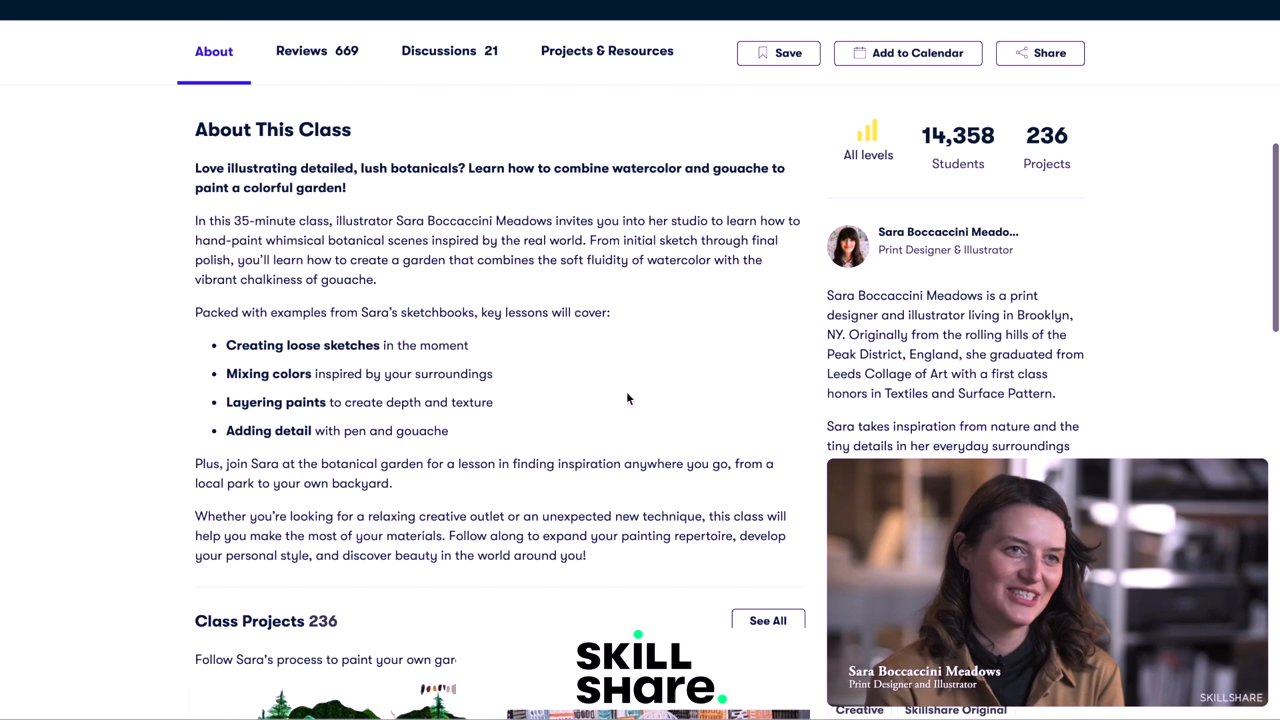 About
Reviews 669
Discussions 21
Projects & Resources
Save
Add to Calendar
Share
About This Class
Love illustrating detailed, lush botanicals? Learn how to combine watercolor and gouache to
paint a colorful garden!
In this 35-minute class, illustrator Sara Boccaccini Meadows invites you into her studio to learn how to
hand-paint whimsical botanical scenes inspired by the real world. From initial sketch through final
polish, you'll learn how to create a garden that combines the soft fluidity of watercolor with the
vibrant chalkiness of gouache.
Packed with examples from Sara's sketchbooks, key lessons will cover:
• Creating loose sketches in the moment
• Mixing colors inspired by your surroundings
• Layering paints to create depth and texture
• Adding detail with pen and gouache
Plus, join Sara at the botanical garden for a lesson in finding inspiration anywhere you go, from a
local park to your own backyard.
Whether you're looking for a relaxing creative outlet or an unexpected new technique, this class will
help you make the most of your materials. Follow along to expand your painting repertoire, develop
your personal style, and discover beauty in the world around you!
Class Projects 236
See All
Follow Sara's process to paint your own gar
SKILL
SHare.
All levels
14,358
Students
236
Projects
Sara Boccaccini Meado...
Print Designer & Illustrator
Sara Boccaccini Meadows is a print
designer and illustrator living in Brooklyn,
NY. Originally from the rolling hills of the
Peak District, England, she graduated from
Leeds Collage of Art with a first class
honors in Textiles and Surface Pattern.
Sara takes inspiration from nature and the
tiny details in her everyday surroundings
Sara Boccaccini Meadows
Print Designer and Illustrator
SKILLSHARE
Creative
Skillshare Original